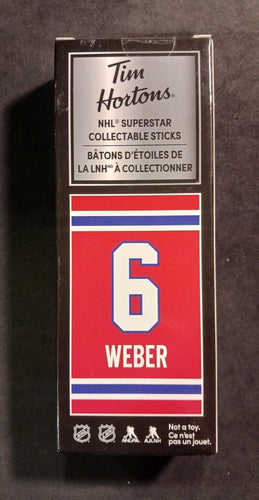 Tim
Hortons®
NHL® SUPERSTAR
COLLECTABLE STICKS
BÂTONS D'ÉTOILES DE
LA LNHᴹᴰ À COLLECTIONNER
6
WEBER
Not a toy.
Ce n'est
pas un jouet.